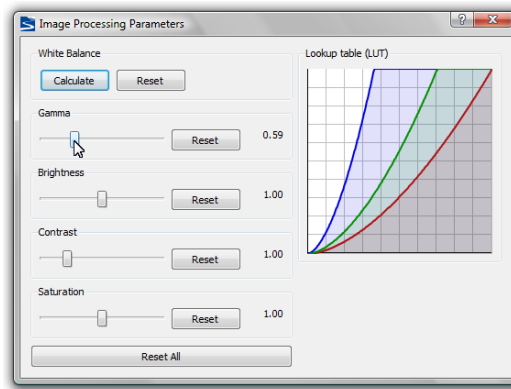 Image Processing Parameters
White Balance
Calculate
Reset
Gamma
Reset
0.59
Brightness
Reset
1.00
Contrast
Reset
1.00
Saturation
Reset
1.00
Reset All
Lookup table (LUT)